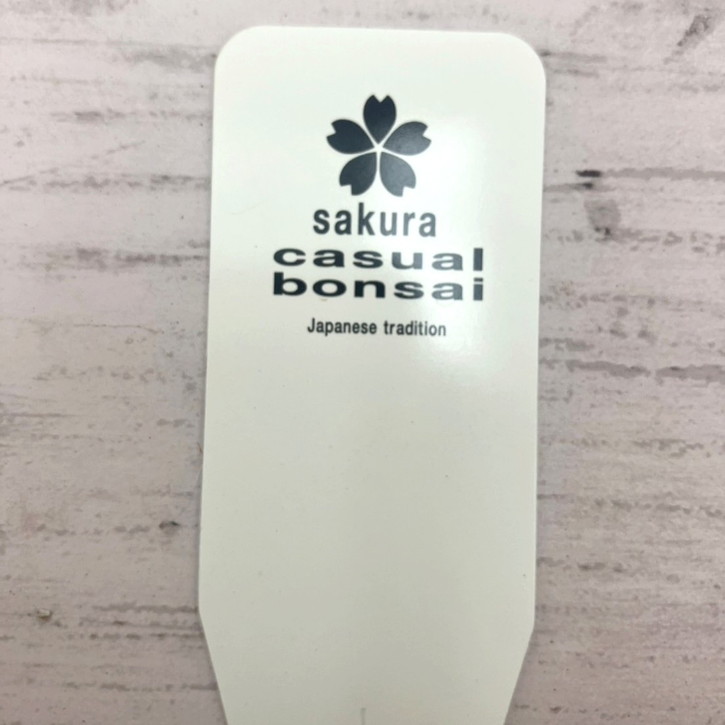 sakura
casual
bonsai
Japanese tradition